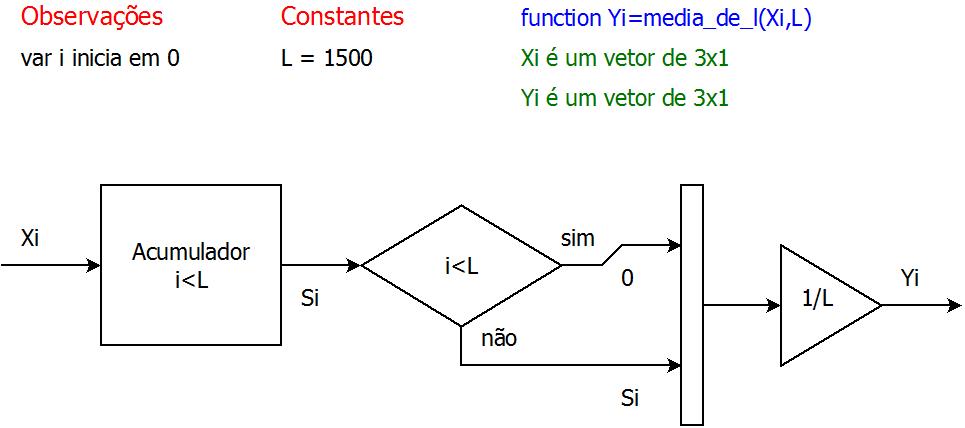 Observações
Constantes
function Yi=media_de_l(Xi,L)
var i inicia em 0
L = 1500
Xi é um vetor de 3x1
Yi é um vetor de 3x1
Xi
Acumulador
i<L
Si
i<L
sim
0
não
Si
1/L
Yi